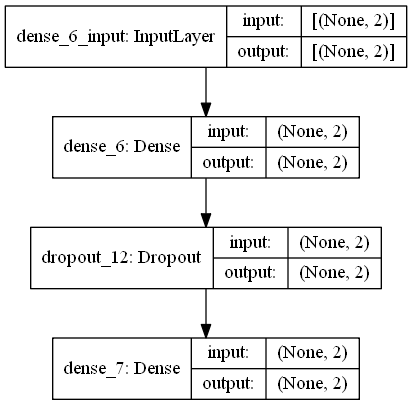 dense_6_input: InputLayer
input: [(None, 2)]
output: [(None, 2)]
dense_6: Dense
input: (None, 2)
output: (None, 2)
dropout_12: Dropout
input: (None, 2)
output: (None, 2)
dense_7: Dense
input: (None, 2)
output: (None, 2)